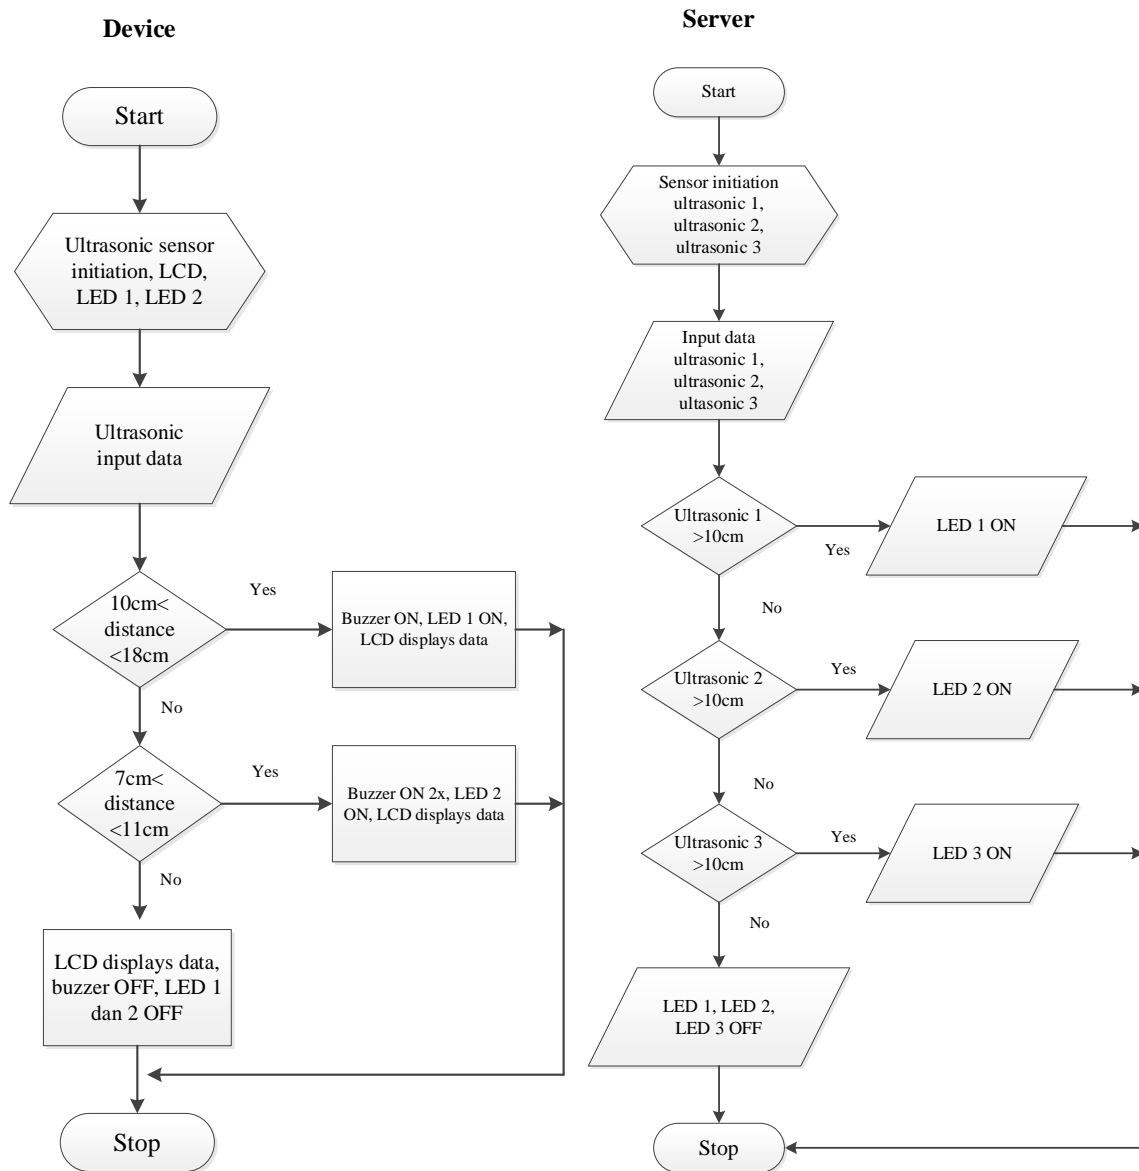 Device
Start
Ultrasonic sensor
initiation, LCD,
LED 1, LED 2
Ultrasonic
input data
10cm<
distance
<18cm
Yes
Buzzer ON, LED 1 ON,
LCD displays data
No
7cm<
distance
<11cm
Yes
Buzzer ON 2x, LED 2
ON, LCD displays data
No
LCD displays data,
buzzer OFF, LED 1
dan 2 OFF
Stop
Server
Start
Sensor initiation
ultrasonic 1,
ultrasonic 2,
ultrasonic 3
Input data
ultrasonic 1,
ultrasonic 2,
ultasonic 3
Ultrasonic 1
>10cm
Yes
LED 1 ON
No
Ultrasonic 2
>10cm
Yes
LED 2 ON
No
Ultrasonic 3
>10cm
Yes
LED 3 ON
No
LED 1, LED 2,
LED 3 OFF
Stop